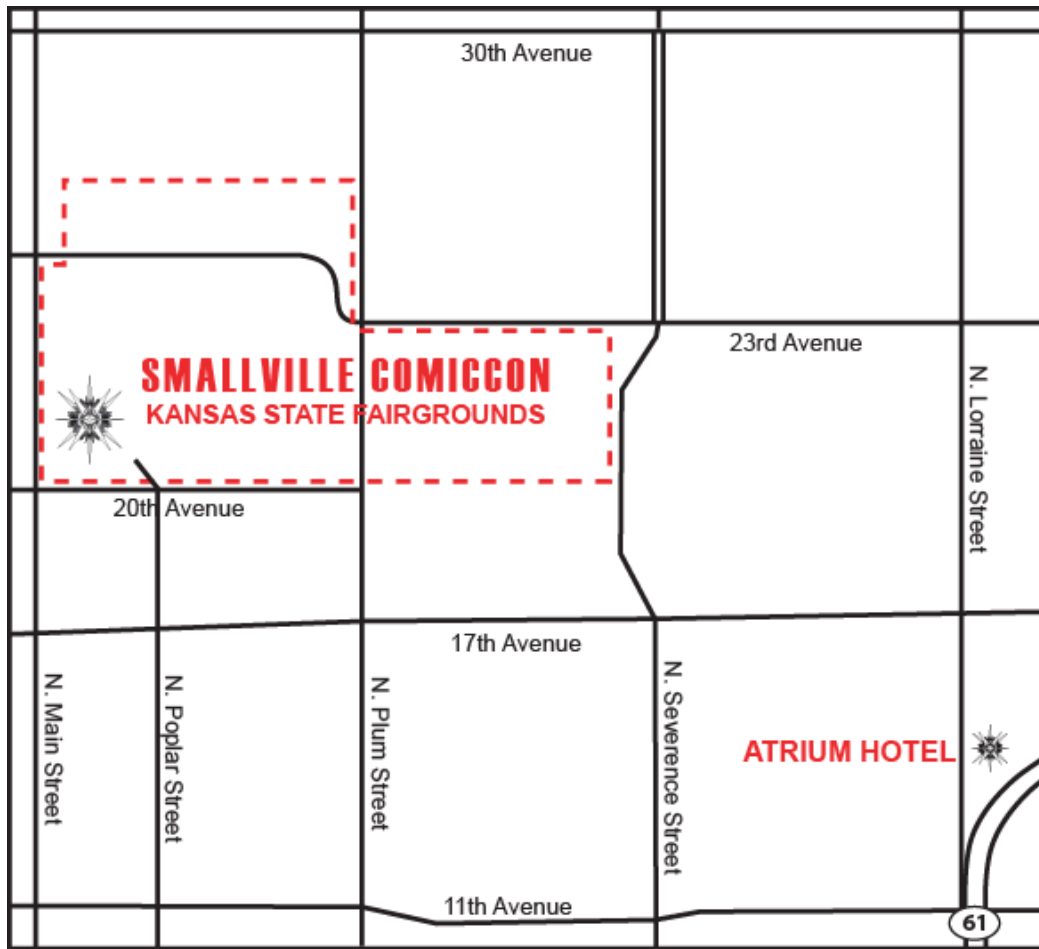 30th Avenue
SMALLVILLE COMICCON
KANSAS STATE FAIRGROUNDS
23rd Avenue
N. Lorraine Street
20th Avenue
17th Avenue
N. Main Street
N. Poplar Street
N. Plum Street
N. Severence Street
ATRIUM HOTEL
11th Avenue
61